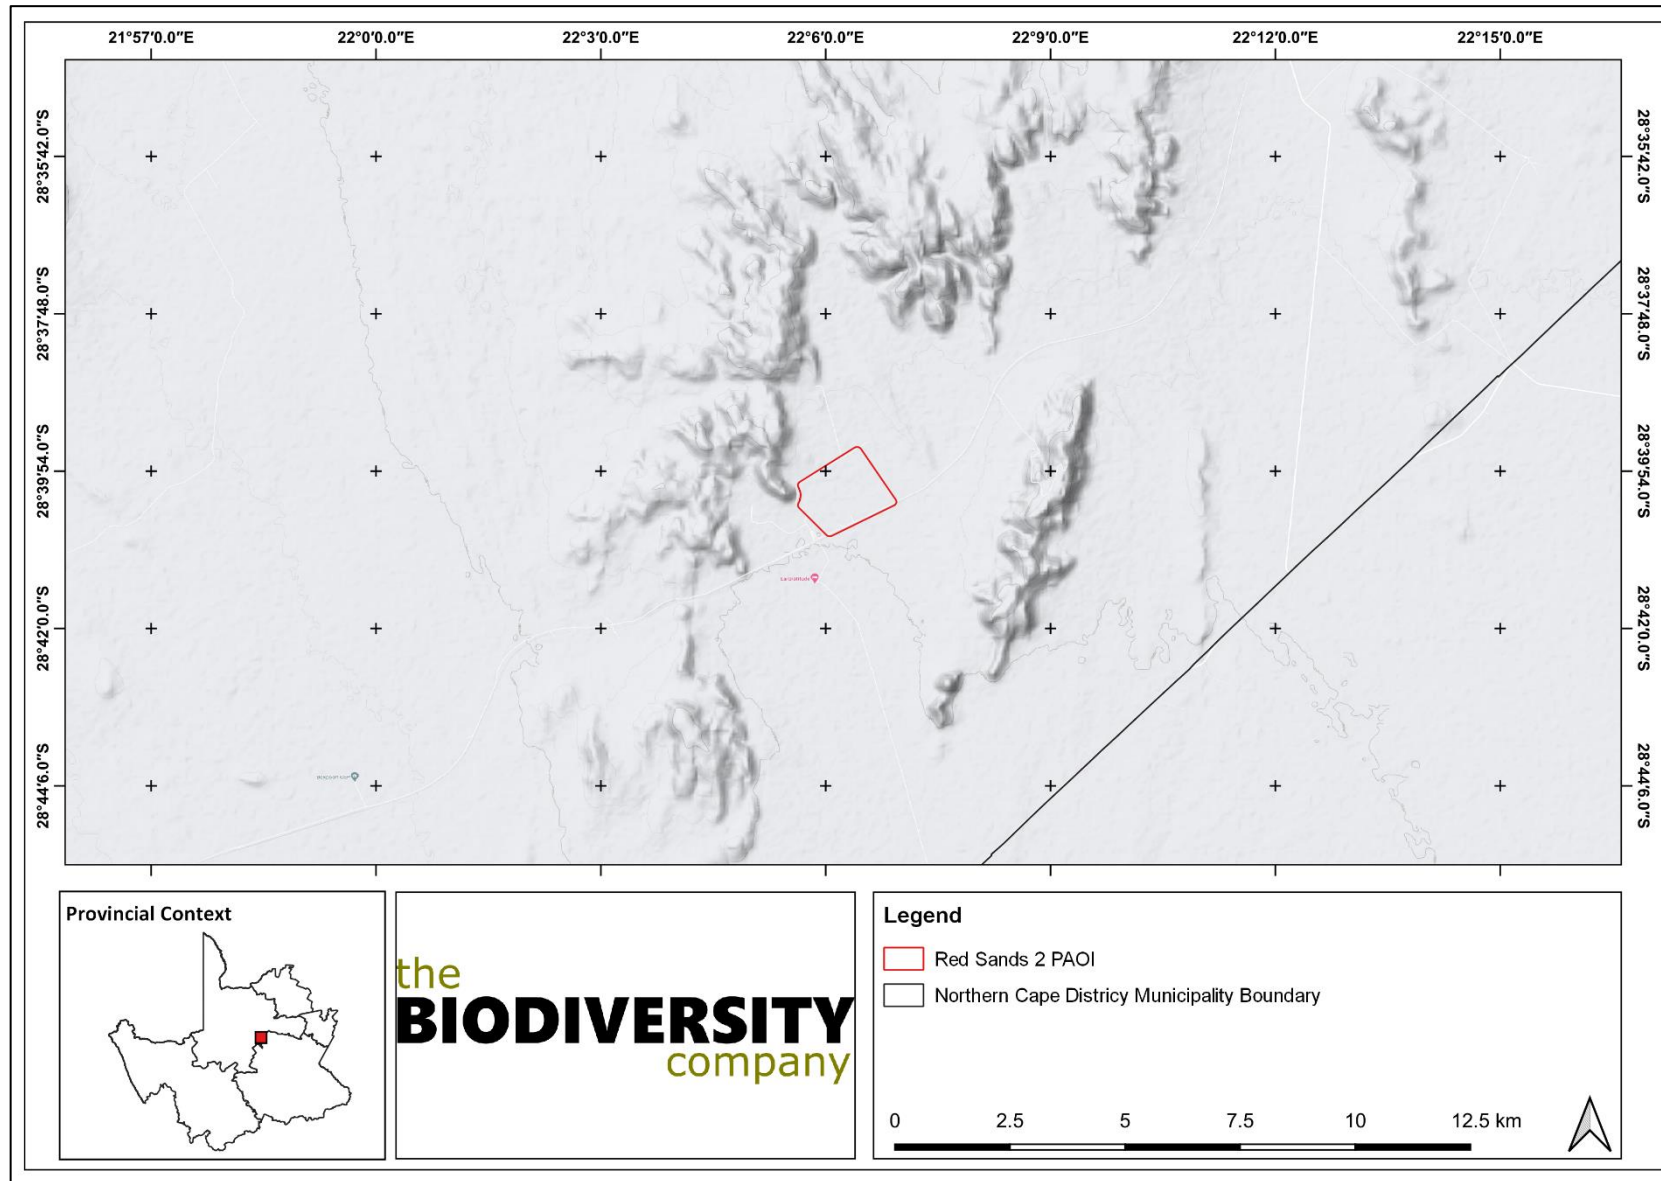 21°57'0.0"E 22°0'0.0"E 22°3'0.0"E 22°6'0.0"E 22°9'0.0"E 22°12'0.0"E 22°15'0.0"E
28°35'42.0"S 28°35'42.0"S
28°37'48.0"S 28°37'48.0"S
28°39'54.0"S 28°39'54.0"S
28°42'0.0"S 28°42'0.0"S
28°44'6.0"S 28°44'6.0"S
Provincial Context
the
BIODIVERSITY
company
Legend
Red Sands 2 PAOI
Northern Cape Districy Municipality Boundary
0 2.5 5 7.5 10 12.5 km